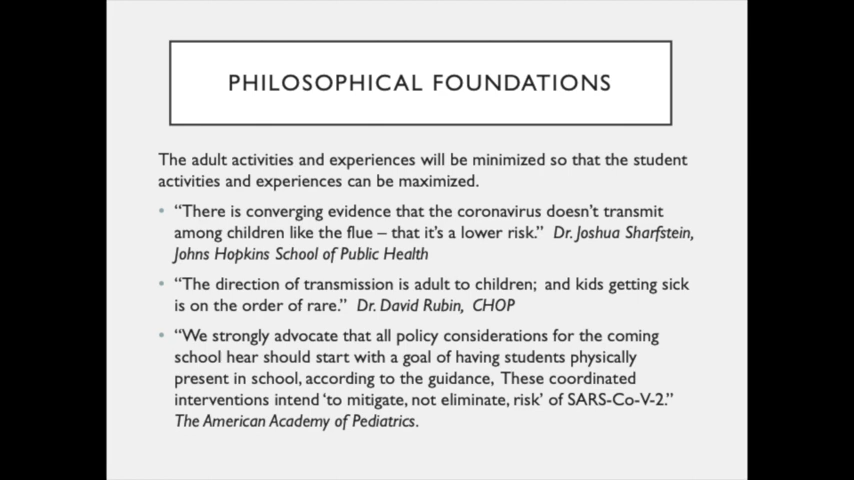 PHILOSOPHICAL FOUNDATIONS
The adult activities and experiences will be minimized so that the student
activities and experiences can be maximized.
• “There is converging evidence that the coronavirus doesn’t transmit
among children like the flue – that it’s a lower risk.” Dr. Joshua Sharfstein,
Johns Hopkins School of Public Health
• “The direction of transmission is adult to children; and kids getting sick
is on the order of rare.” Dr. David Rubin, CHOP
• “We strongly advocate that all policy considerations for the coming
school hear should start with a goal of having students physically
present in school, according to the guidance, These coordinated
interventions intend ‘to mitigate, not eliminate, risk’ of SARS-Co-V-2.”
The American Academy of Pediatrics.